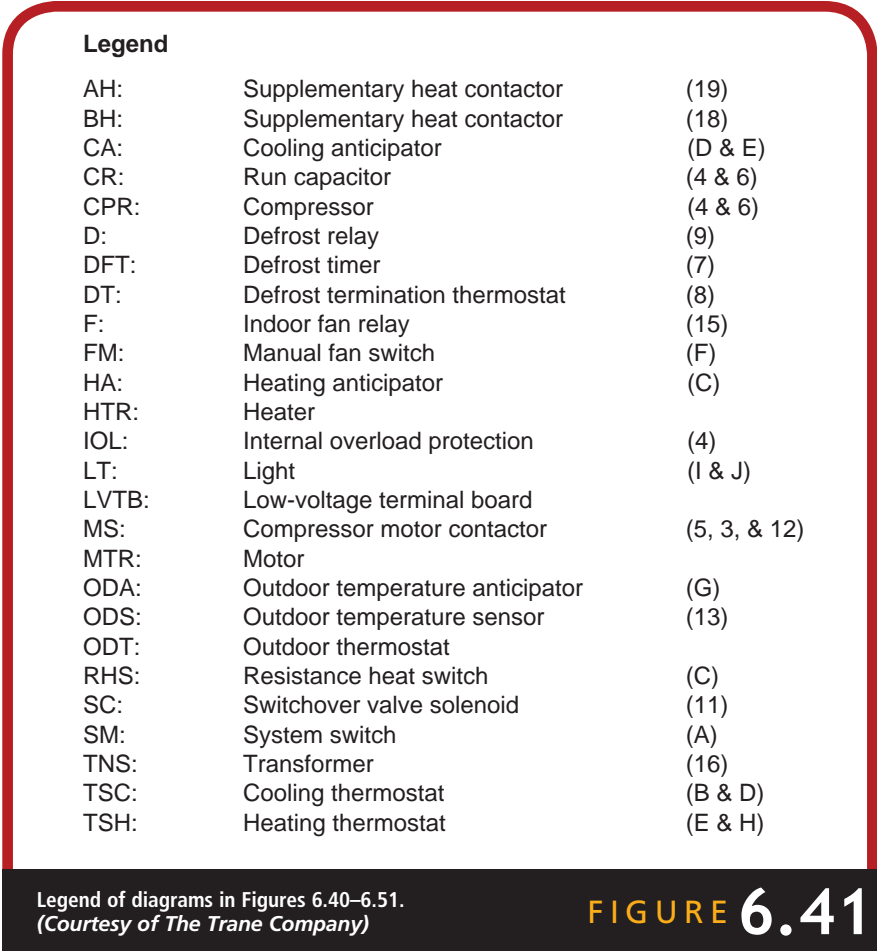 Legend
AH: Supplementary heat contactor (19)
BH: Supplementary heat contactor (18)
CA: Cooling anticipator (D & E)
CR: Run capacitor (4 & 6)
CPR: Compressor (4 & 6)
D: Defrost relay (9)
DFT: Defrost timer (7)
DT: Defrost termination thermostat (8)
F: Indoor fan relay (15)
FM: Manual fan switch (F)
HA: Heating anticipator (C)
HTR: Heater
IOL: Internal overload protection (4)
LT: Light (I & J)
LVTB: Low-voltage terminal board
MS: Compressor motor contactor (5, 3, & 12)
MTR: Motor
ODA: Outdoor temperature anticipator (G)
ODS: Outdoor temperature sensor (13)
ODT: Outdoor thermostat
RHS: Resistance heat switch (C)
SC: Switchover valve solenoid (11)
SM: System switch (A)
TNS: Transformer (16)
TSC: Cooling thermostat (B & D)
TSH: Heating thermostat (E & H)
Legend of diagrams in Figures 6.40–6.51.
(Courtesy of The Trane Company)
FIGURE 6.41